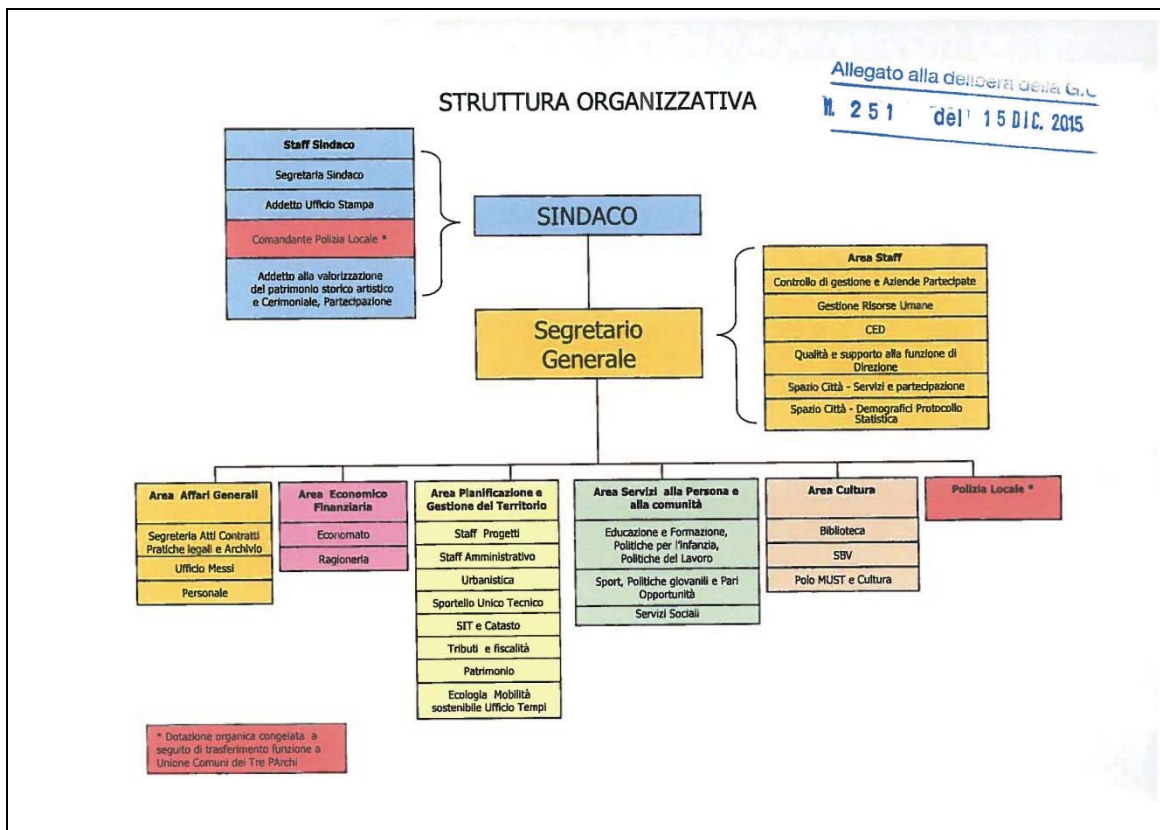 STRUTTURA ORGANIZZATIVA
Allegato alla delibera della G.C
N. 251 del 15 DIC. 2015
Staff Sindaco
Segretaria Sindaco
Addetto Ufficio Stampa
Comandante Polizia Locale *
Addetto alla valorizzazione
del patrimonio storico artistico
e Cerimoniale, Partecipazione
SINDACO
Segretario
Generale
Area Staff
Controllo di gestione e Aziende Partecipate
Gestione Risorse Umane
CED
Qualità e supporto alla funzione di
Direzione
Spazio Città - Servizi e partecipazione
Spazio Città - Demografici Protocollo
Statistica
Area Affari Generali
Segreteria Atti Contratti
Pratiche legali e Archivio
Ufficio Messi
Personale
Area Economico
Finanziaria
Economato
Ragioneria
Area Pianificazione e
Gestione del Territorio
Staff Progetti
Staff Amministrativo
Urbanistica
Sportello Unico Tecnico
SIT e Catasto
Tributi e fiscalità
Patrimonio
Ecologia Mobilità
sostenibile Ufficio Tempi
Area Servizi alla Persona e
alla comunità
Educazione e Formazione,
Politiche per l'infanzia,
Politiche del Lavoro
Sport, Politiche giovanili e Pari
Opportunità
Servizi Sociali
Area Cultura
Biblioteca
SBV
Polo MUST e Cultura
Polizia Locale *
* Dotazione organica congelata a
seguito di trasferimento funzione a
Unione Comuni dei Tre PArchi